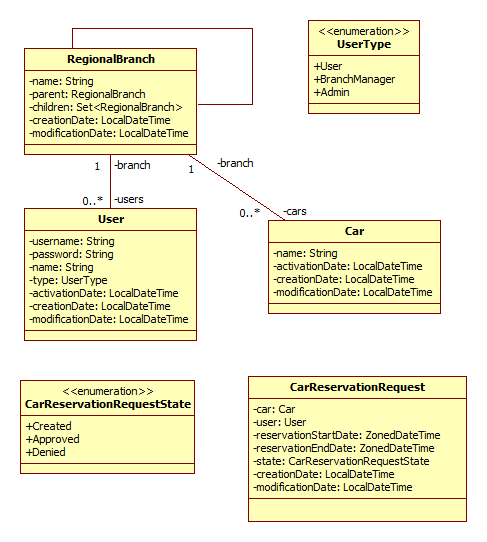 RegionalBranch
-name: String
-parent: RegionalBranch
-children: Set<RegionalBranch>
-creationDate: LocalDateTime
-modificationDate: LocalDateTime
<<enumeration>>
UserType
+User
+BranchManager
+Admin
1
-branch
0..*
-users
1
-branch
0..*
-cars
User
-username: String
-password: String
-name: String
-type: UserType
-activationDate: LocalDateTime
-creationDate: LocalDateTime
-modificationDate: LocalDateTime
Car
-name: String
-activationDate: LocalDateTime
-creationDate: LocalDateTime
-modificationDate: LocalDateTime
<<enumeration>>
CarReservationRequestState
+Created
+Approved
+Denied
CarReservationRequest
-car: Car
-user: User
-reservationStartDate: ZonedDateTime
-reservationEndDate: ZonedDateTime
-state: CarReservationRequestState
-creationDate: LocalDateTime
-modificationDate: LocalDateTime